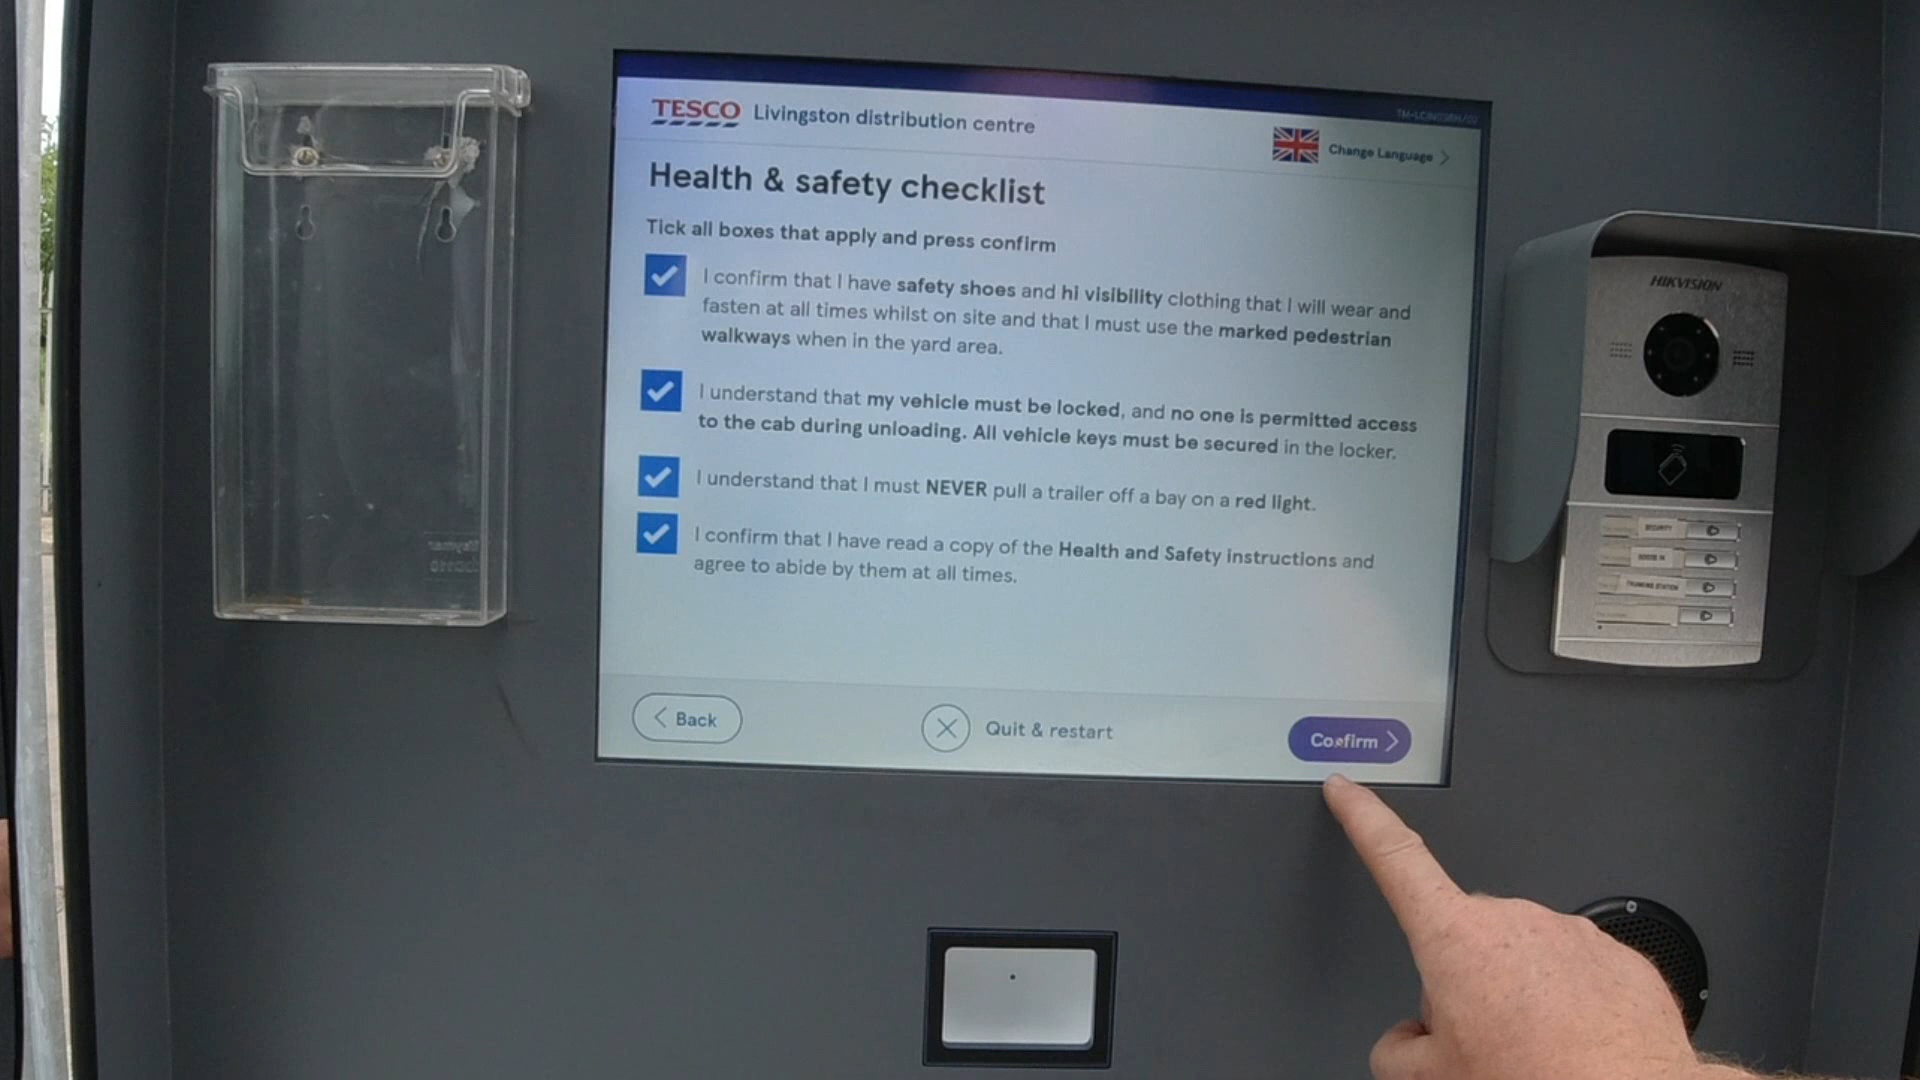 TESCO Livingston distribution centre
Change Language
Health & safety checklist
Tick all boxes that apply and press confirm
I confirm that I have safety shoes and hi visibility clothing that I will wear and
fasten at all times whilst on site and that I must use the marked pedestrian
walkways when in the yard area.
I understand that my vehicle must be locked, and no one is permitted access
to the cab during unloading. All vehicle keys must be secured in the locker.
I understand that I must NEVER pull a trailer off a bay on a red light.
I confirm that I have read a copy of the Health and Safety instructions and
agree to abide by them at all times.
Back
Quit & restart
Confirm
HIKVISION
SECURITY
GOODS IN
TRUNKING STATION